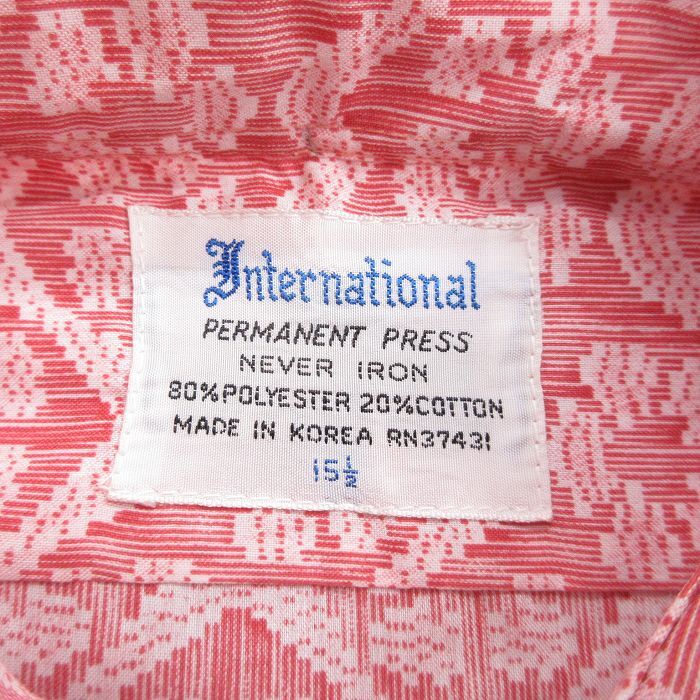 International
PERMANENT PRESS
NEVER IRON
80%POLYESTER 20%COTTON
MADE IN KOREA RN37431
15½